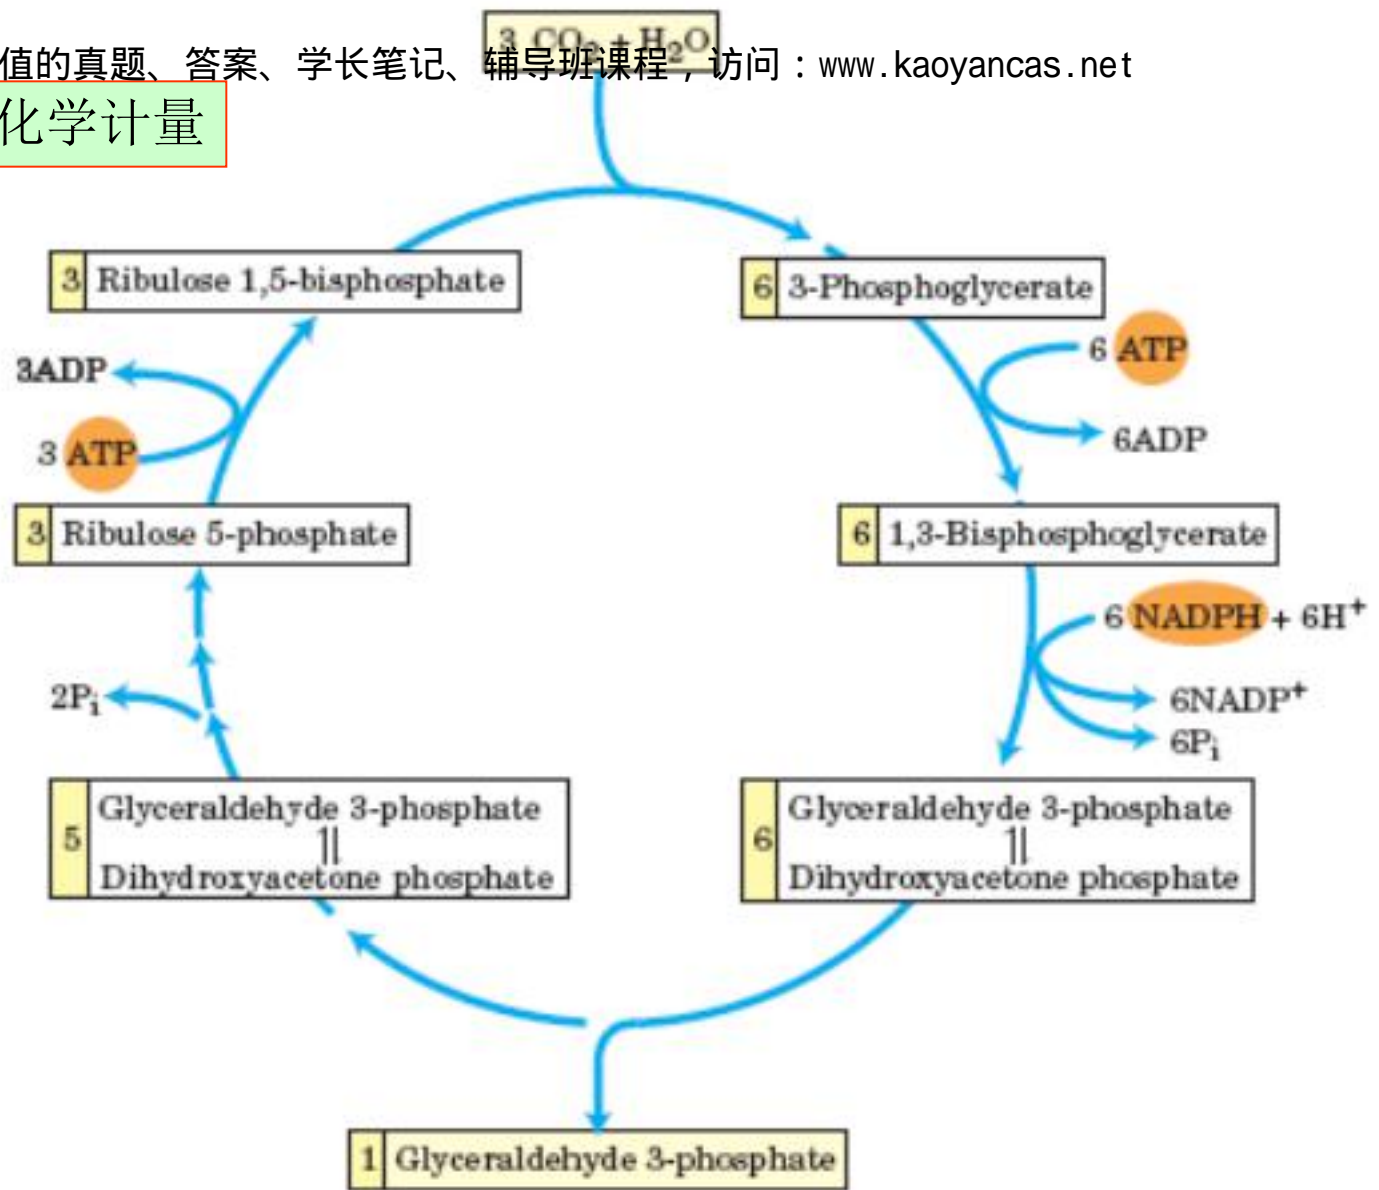 3 CO₂ + H₂O
值的真题、答案、学长笔记、辅导班课程，访问：www.kaoyancas.net
化学计量
3 Ribulose 1,5-bisphosphate
6 3-Phosphoglycerate
3ADP
6 ATP
3 ATP
6ADP
3 Ribulose 5-phosphate
6 1,3-Bisphosphoglycerate
6 NADPH + 6H⁺
2Pᵢ
6NADP⁺
6Pᵢ
5 Glyceraldehyde 3-phosphate
Dihydroxyacetone phosphate
6 Glyceraldehyde 3-phosphate
Dihydroxyacetone phosphate
1 Glyceraldehyde 3-phosphate